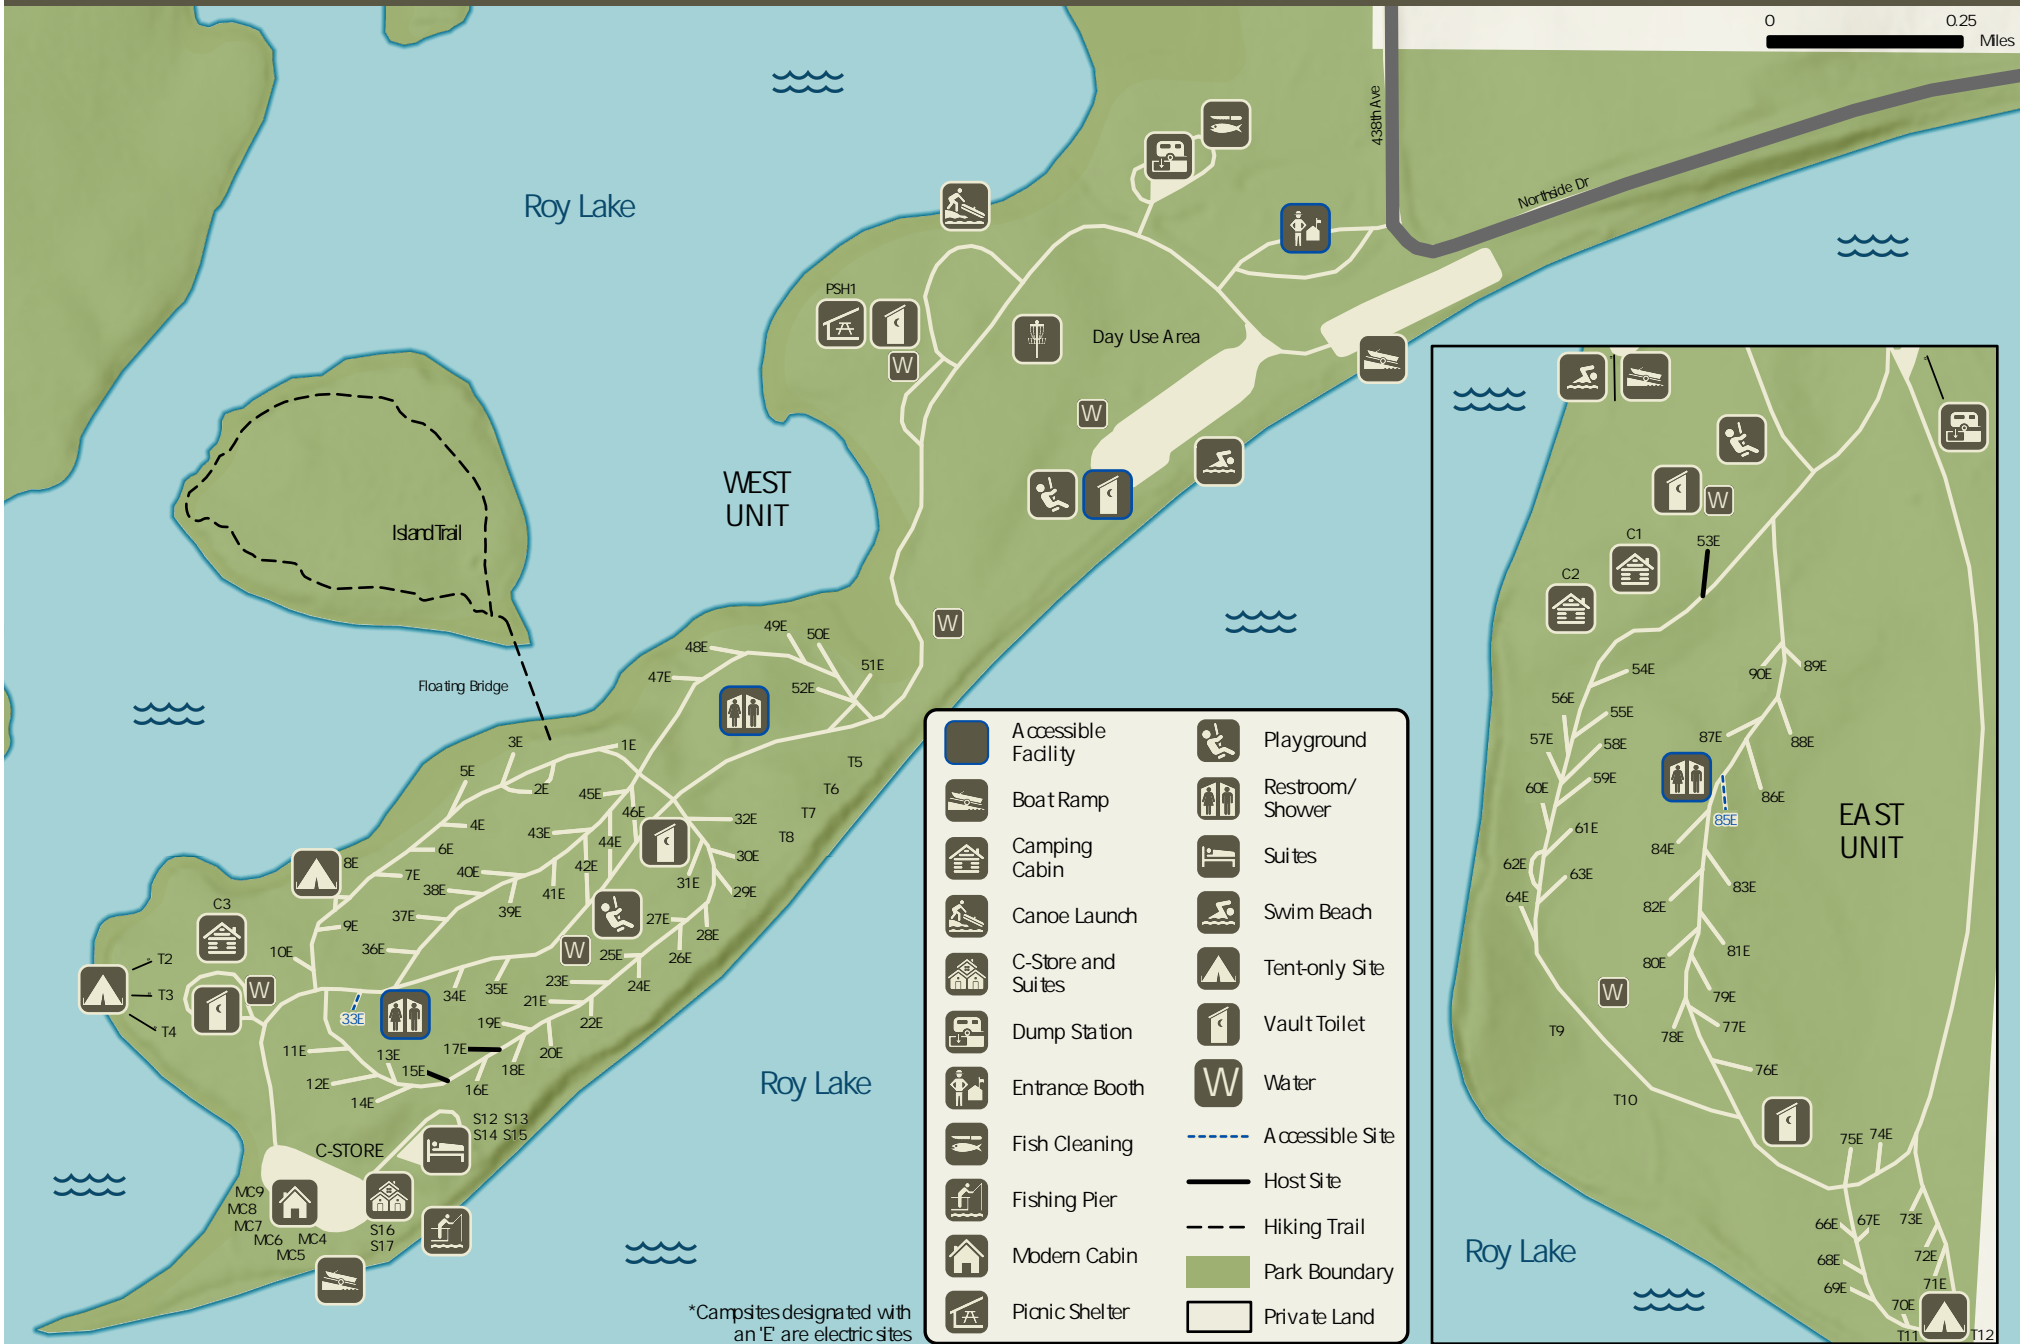 0 0.25
Miles
438th Ave
Northside Dr
Roy Lake
PSH1
W
Day Use Area
W
WEST
UNIT
Island Trail
W
Floating Bridge
49E
50E
48E
51E
47E
52E
3E
1E
5E
2E
45E
46E
T5
T6
T7
T8
4E
43E
44E
32E
6E
42E
30E
8E
7E
40E
38E
41E
31E
29E
39E
37E
27E
28E
C3
9E
36E
W
25E
26E
10E
T2
T3
T4
W
34E
35E
23E
24E
21E
22E
33E
19E
20E
11E
13E
17E
18E
15E
16E
12E
14E
S12 S13
S14 S15
C-STORE
MC9
MC8
MC7
MC6
MC4
MC5
S16
S17
Roy Lake
*Campsites designated with
an 'E' are electric sites
Accessible
Facility
Boat Ramp
Camping
Cabin
Canoe Launch
C-Store and
Suites
Dump Station
Entrance Booth
Fish Cleaning
Fishing Pier
Modern Cabin
Picnic Shelter
Playground
Restroom/
Shower
Suites
Swim Beach
Tent-only Site
Vault Toilet
W
Water
Accessible Site
Host Site
Hiking Trail
Park Boundary
Private Land
W
C1
53E
C2
54E
90E
89E
56E
55E
57E
58E
87E
88E
59E
60E
86E
85E
61E
84E
62E
63E
83E
64E
82E
81E
80E
EAST
UNIT
W
79E
T9
78E
77E
76E
T10
75E
74E
66E
67E
73E
68E
72E
69E
71E
70E
T11
T12
Roy Lake